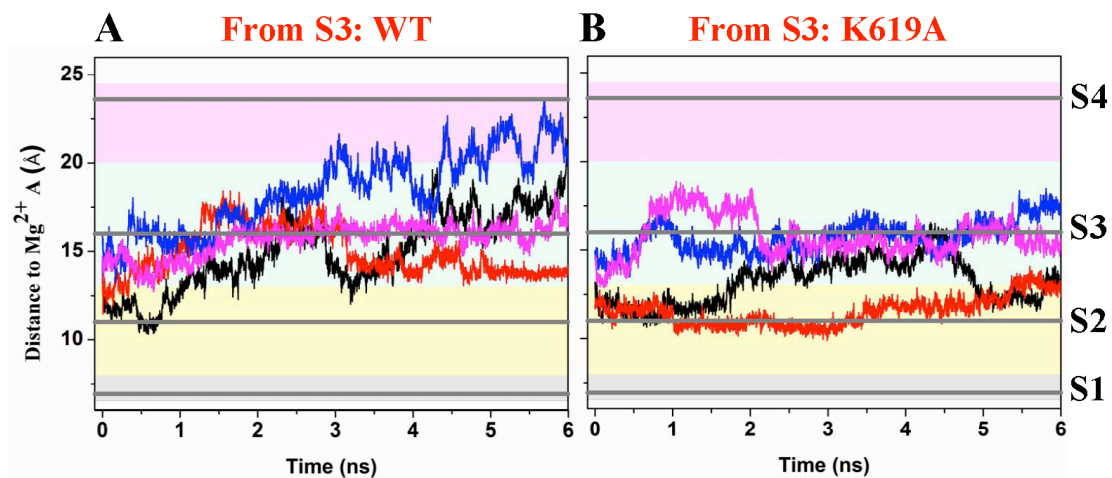 A From S3: WT B From S3: K619A
Distance to Mg2+ A (Å)
25
20
15
10
S4
S3
S2
S1
0 1 2 3 4 5 6 0 1 2 3 4 5 6
Time (ns) Time (ns)